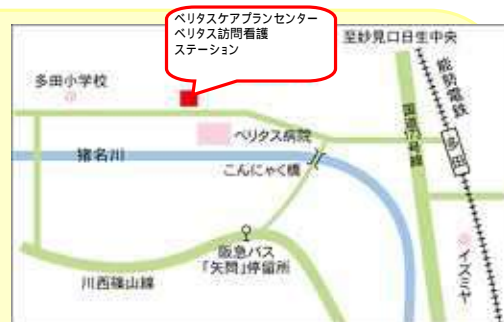 ベリタスケアプランセンター
ベリタス訪問看護
ステーション
至妙見口日生中央
多田小学校
能勢電鉄
国道173号線
多田
ベリタス病院
猪名川
こんにゃく橋
阪急バス
「矢問」停留所
イズミヤ
川西篠山線